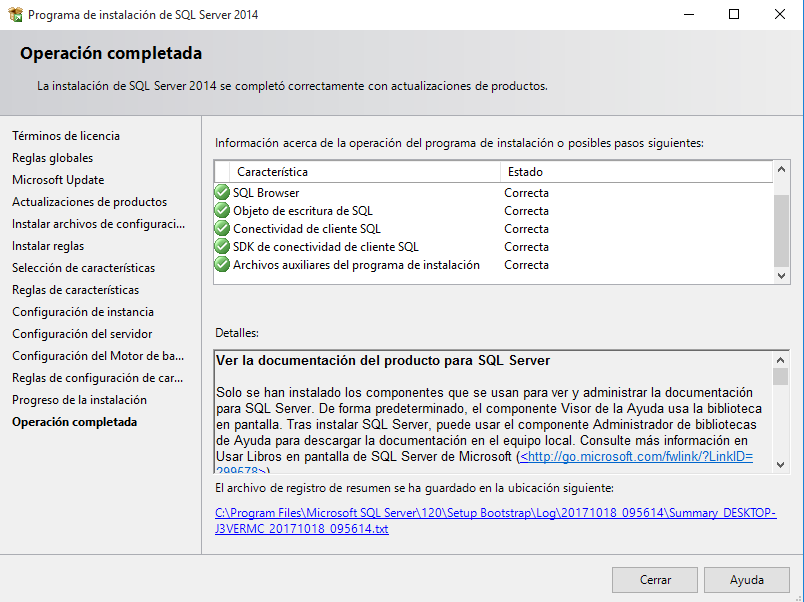 Programa de instalación de SQL Server 2014
Operación completada
La instalación de SQL Server 2014 se completó correctamente con actualizaciones de productos.
Términos de licencia
Reglas globales
Microsoft Update
Actualizaciones de productos
Instalar archivos de configuraci...
Instalar reglas
Selección de características
Reglas de características
Configuración de instancia
Configuración del servidor
Configuración del Motor de ba...
Reglas de configuración de car...
Progreso de la instalación
Operación completada
Información acerca de la operación del programa de instalación o posibles pasos siguientes:
Característica Estado
SQL Browser Correcta
Objeto de escritura de SQL Correcta
Conectividad de cliente SQL Correcta
SDK de conectividad de cliente SQL Correcta
Archivos auxiliares del programa de instalación Correcta
Detalles:
Ver la documentación del producto para SQL Server
Solo se han instalado los componentes que se usan para ver y administrar la documentación
para SQL Server. De forma predeterminada, el componente Visor de la Ayuda usa la biblioteca
en pantalla. Tras instalar SQL Server, puede usar el componente Administrador de bibliotecas
de Ayuda para descargar la documentación en el equipo local. Consulte más información en
Usar Libros en pantalla de SQL Server de Microsoft (<http://go.microsoft.com/fwlink/?LinkID=
299678>)
El archivo de registro de resumen se ha guardado en la ubicación siguiente:
C:\Program Files\Microsoft SQL Server\120\Setup Bootstrap\Log\20171018_095614\Summary_DESKTOP-
J3VERMC_20171018_095614.txt
Cerrar
Ayuda